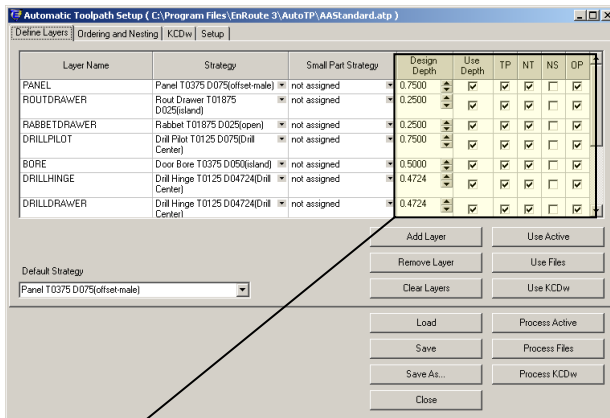 Automatic Toolpath Setup ( C:\Program Files\EnRoute 3\AutoTP\AAStandard.atp )
Define Layers Ordering and Nesting KCDw Setup
Layer Name Strategy Small Part Strategy Design Depth Use Depth TP NT NS OP
PANEL Panel T0375 D075(offset-male) not assigned 0.7500
ROUTDRAWER Rout Drawer T01875 D025(island) not assigned 0.2500
RABBETDRAWER Rabbet T01875 D025(open) not assigned 0.2500
DRILLPILOT Drill Pilot T0125 D075(Drill Center) not assigned 0.7500
BORE Door Bore T0375 D050(island) not assigned 0.5000
DRILLHINGE Drill Hinge T0125 D04724(Drill Center) not assigned 0.4724
DRILLDRAWER Drill Hinge T0125 D04724(Drill Center) not assigned 0.4724
Add Layer Use Active
Remove Layer Use Files
Default Strategy
Panel T0375 D075(offset-male)
Clear Layers Use KCDw
Load Process Active
Save Process Files
Save As... Process KCDw
Close